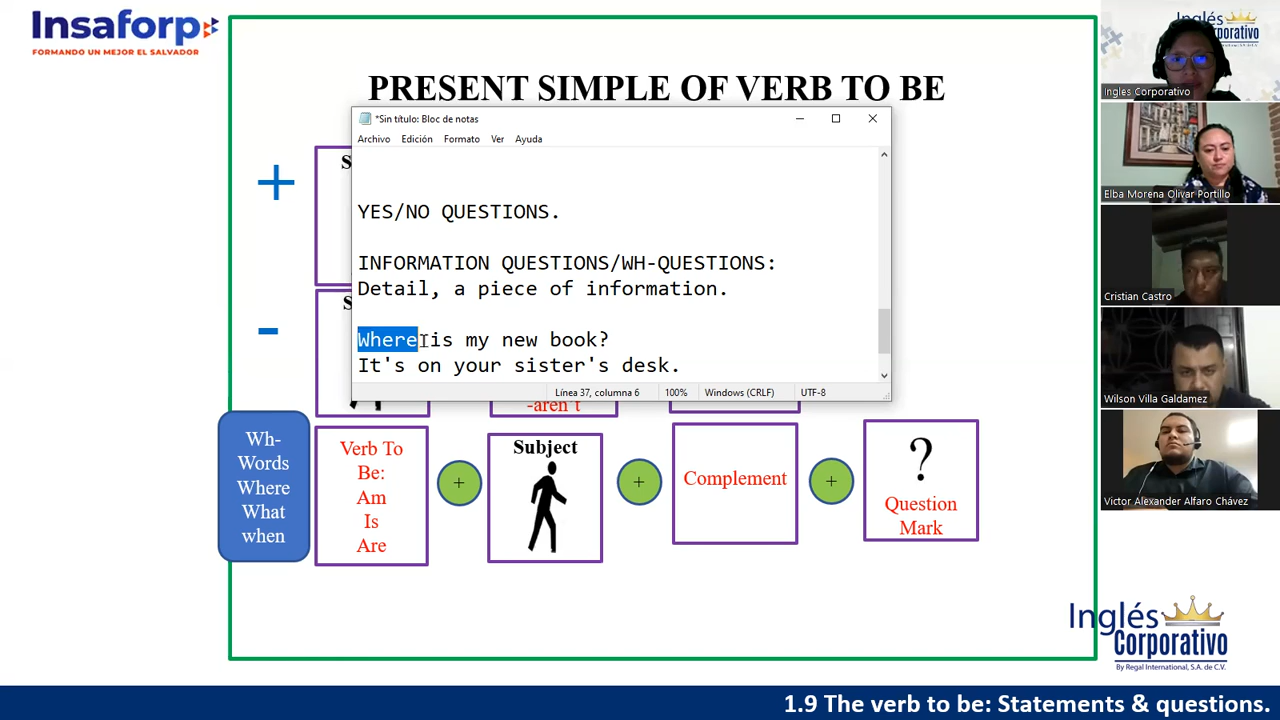 Insaforp
FORMANDO UN MEJOR EL SALVADOR
PRESENT SIMPLE OF VERB TO BE
*Sin título: Bloc de notas
Archivo Edición Formato Ver Ayuda
YES/NO QUESTIONS.
INFORMATION QUESTIONS/WH-QUESTIONS:
Detail, a piece of information.
Where is my new book?
It's on your sister's desk.
Línea 37, columna 6 100% Windows (CRLF) UTF-8
+
S
-
S
-aren't
Wh-
Words
Where
What
when
Verb To
Be:
Am
Is
Are
+
Subject
+
Complement
+
?
Question
Mark
Inglés
Corporativo
Ingles Corporativo
Elba Morena Olivar Portillo
Cristian Castro
Wilson Villa Galdamez
Victor Alexander Alfaro Chávez
Inglés
Corporativo
By Regal International, S.A. de C.V.
1.9 The verb to be: Statements & questions.